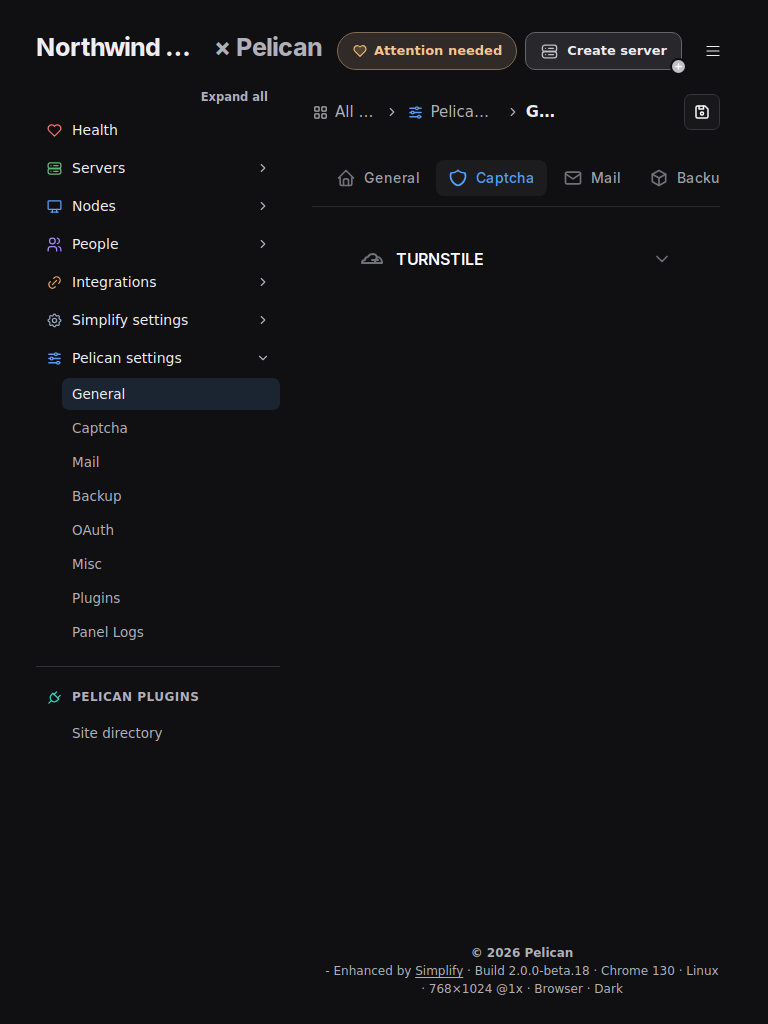 Northwind ... × Pelican
Attention needed
Create server
Expand all
Health
Servers
Nodes
People
Integrations
Simplify settings
Pelican settings
General
Captcha
Mail
Backup
OAuth
Misc
Plugins
Panel Logs
PELICAN PLUGINS
Site directory
All ... Pelica... G...
General Captcha Mail Backu
TURNSTILE
© 2026 Pelican
- Enhanced by Simplify · Build 2.0.0-beta.18 · Chrome 130 · Linux
· 768×1024 @1x · Browser · Dark